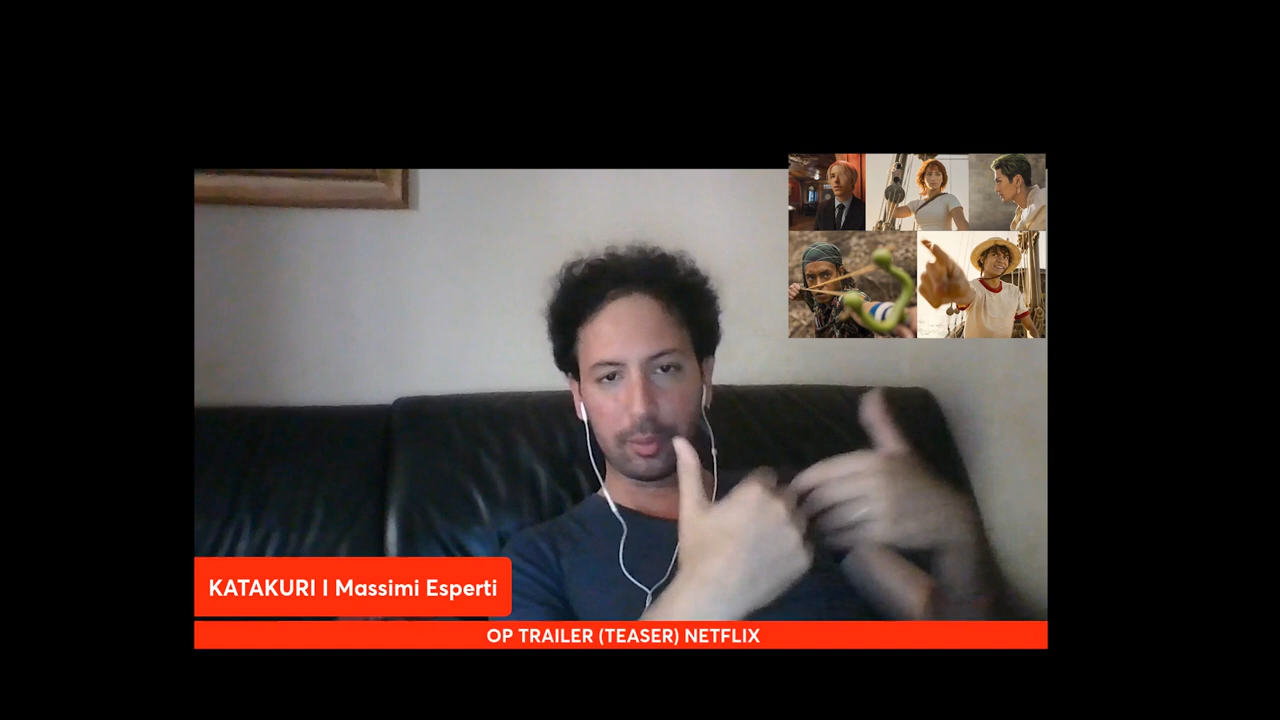 KATAKURI I Massimi Esperti
OP TRAILER (TEASER) NETFLIX